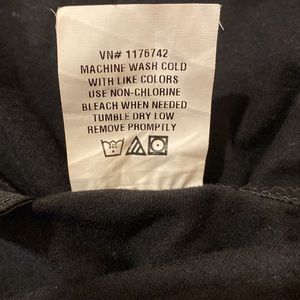 VN# 1176742
MACHINE WASH COLD
WITH LIKE COLORS
USE NON-CHLORINE
BLEACH WHEN NEEDED
TUMBLE DRY LOW
REMOVE PROMPTLY